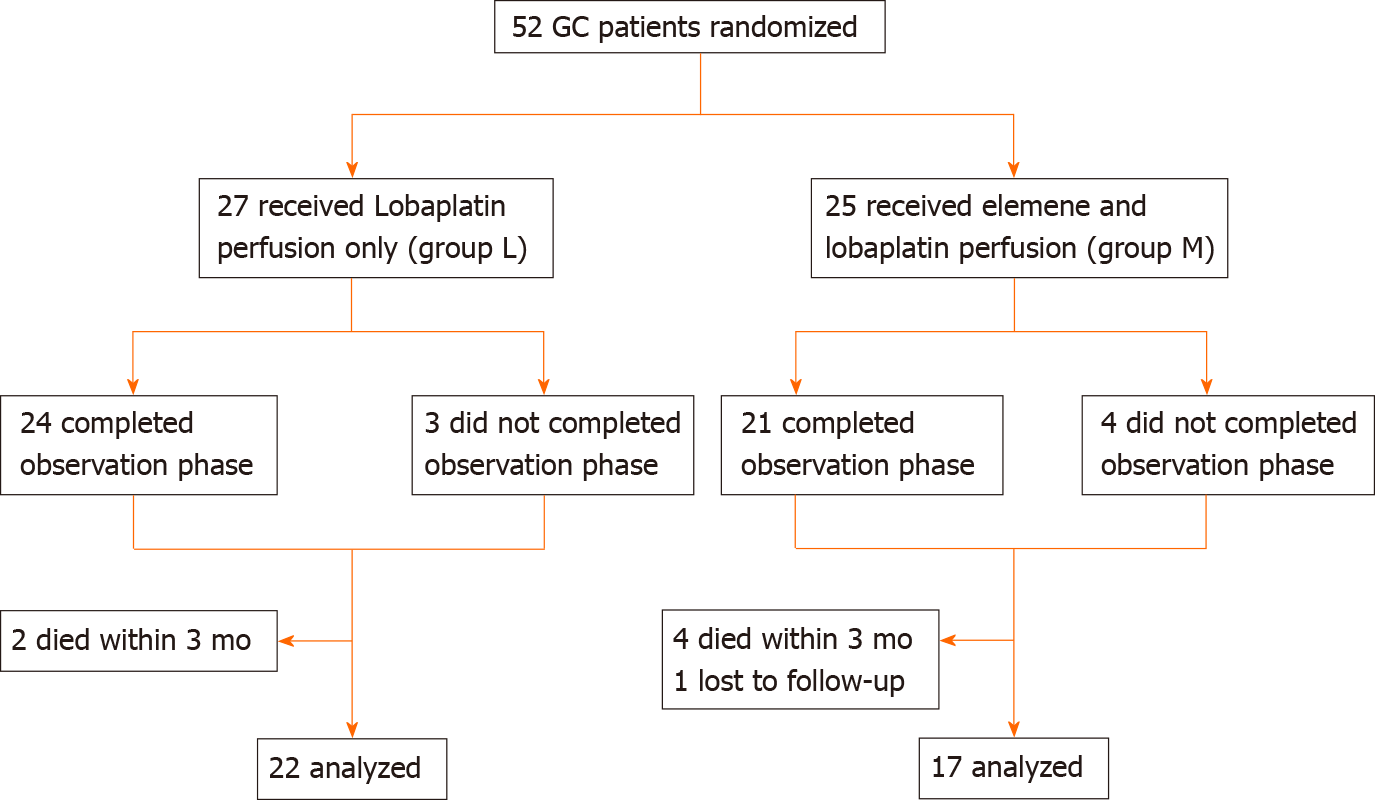 52 GC patients randomized
27 received Lobaplatin
perfusion only (group L)
25 received elemene and
lobaplatin perfusion (group M)
24 completed
observation phase
3 did not completed
observation phase
21 completed
observation phase
4 did not completed
observation phase
2 died within 3 mo
4 died within 3 mo
1 lost to follow-up
22 analyzed
17 analyzed